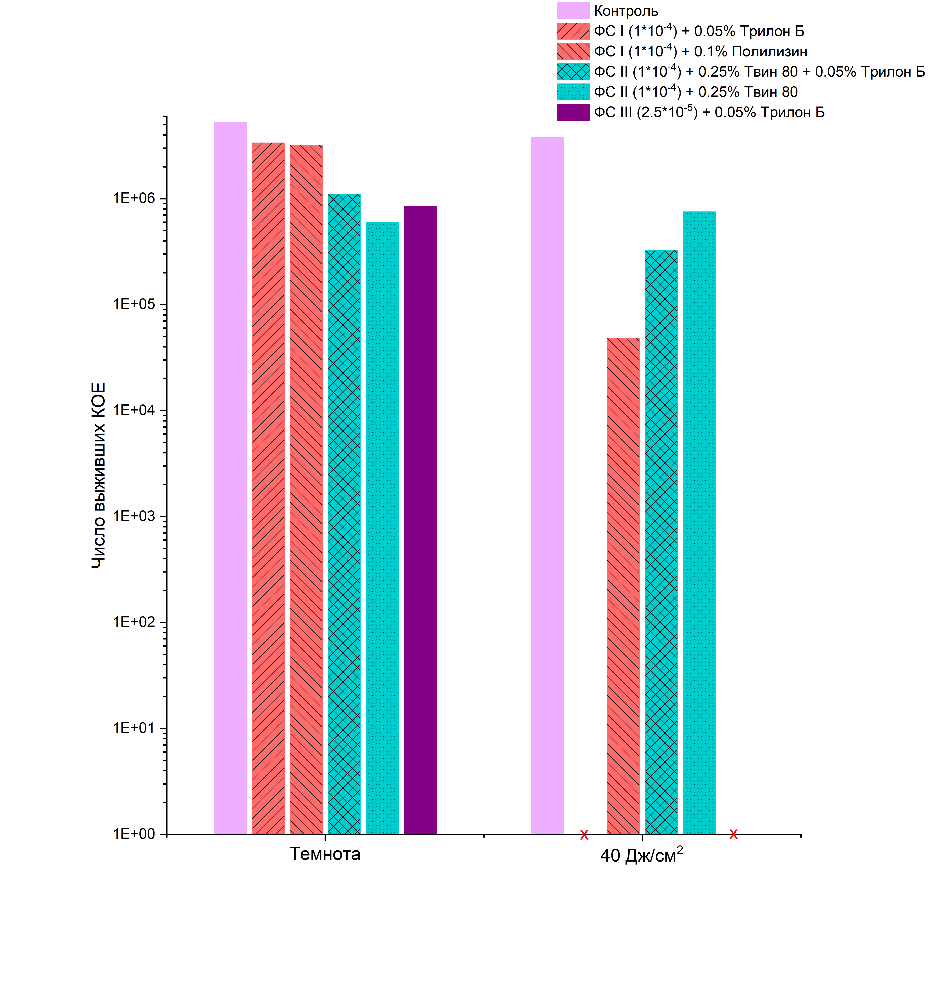 Контроль
ФС I (1*10⁻⁴) + 0.05% Трилон Б
ФС I (1*10⁻⁴) + 0.1% Полилизин
ФС II (1*10⁻⁴) + 0.25% Твин 80 + 0.05% Трилон Б
ФС II (1*10⁻⁴) + 0.25% Твин 80
ФС III (2.5*10⁻⁵) + 0.05% Трилон Б
Число выживших КОЕ
1E+06
1E+05
1E+04
1E+03
1E+02
1E+01
1E+00
x
x
Темнота
40 Дж/см²